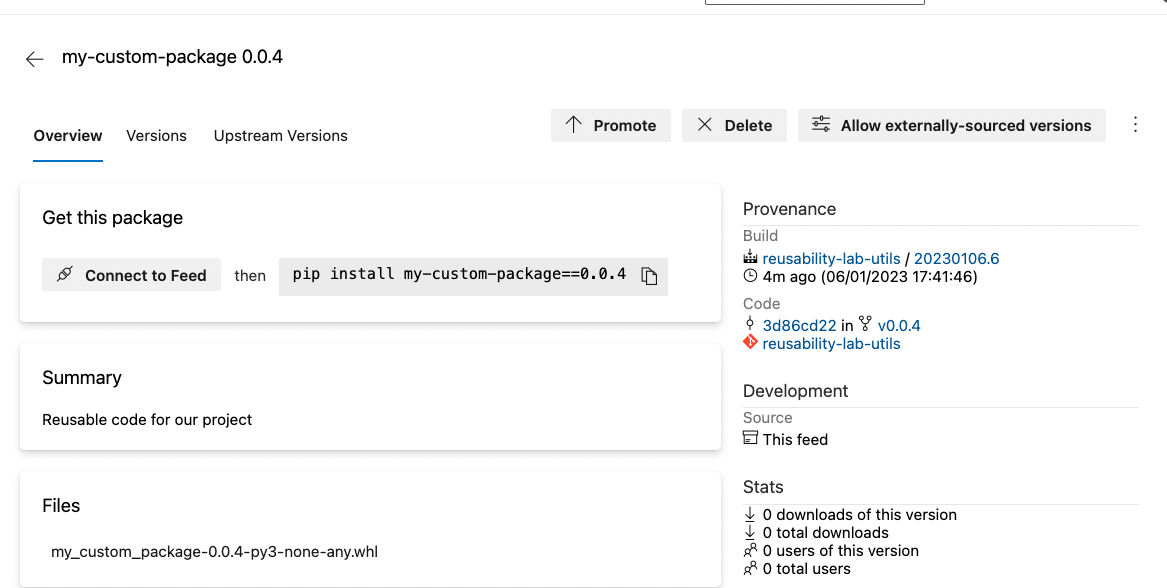 my-custom-package 0.0.4
Overview Versions Upstream Versions
Promote Delete Allow externally-sourced versions
Get this package
Connect to Feed then pip install my-custom-package==0.0.4
Summary
Reusable code for our project
Files
my_custom_package-0.0.4-py3-none-any.whl
Provenance
Build
reusability-lab-utils / 20230106.6
4m ago (06/01/2023 17:41:46)
Code
3d86cd22 in v0.0.4
reusability-lab-utils
Development
Source
This feed
Stats
0 downloads of this version
0 total downloads
0 users of this version
0 total users